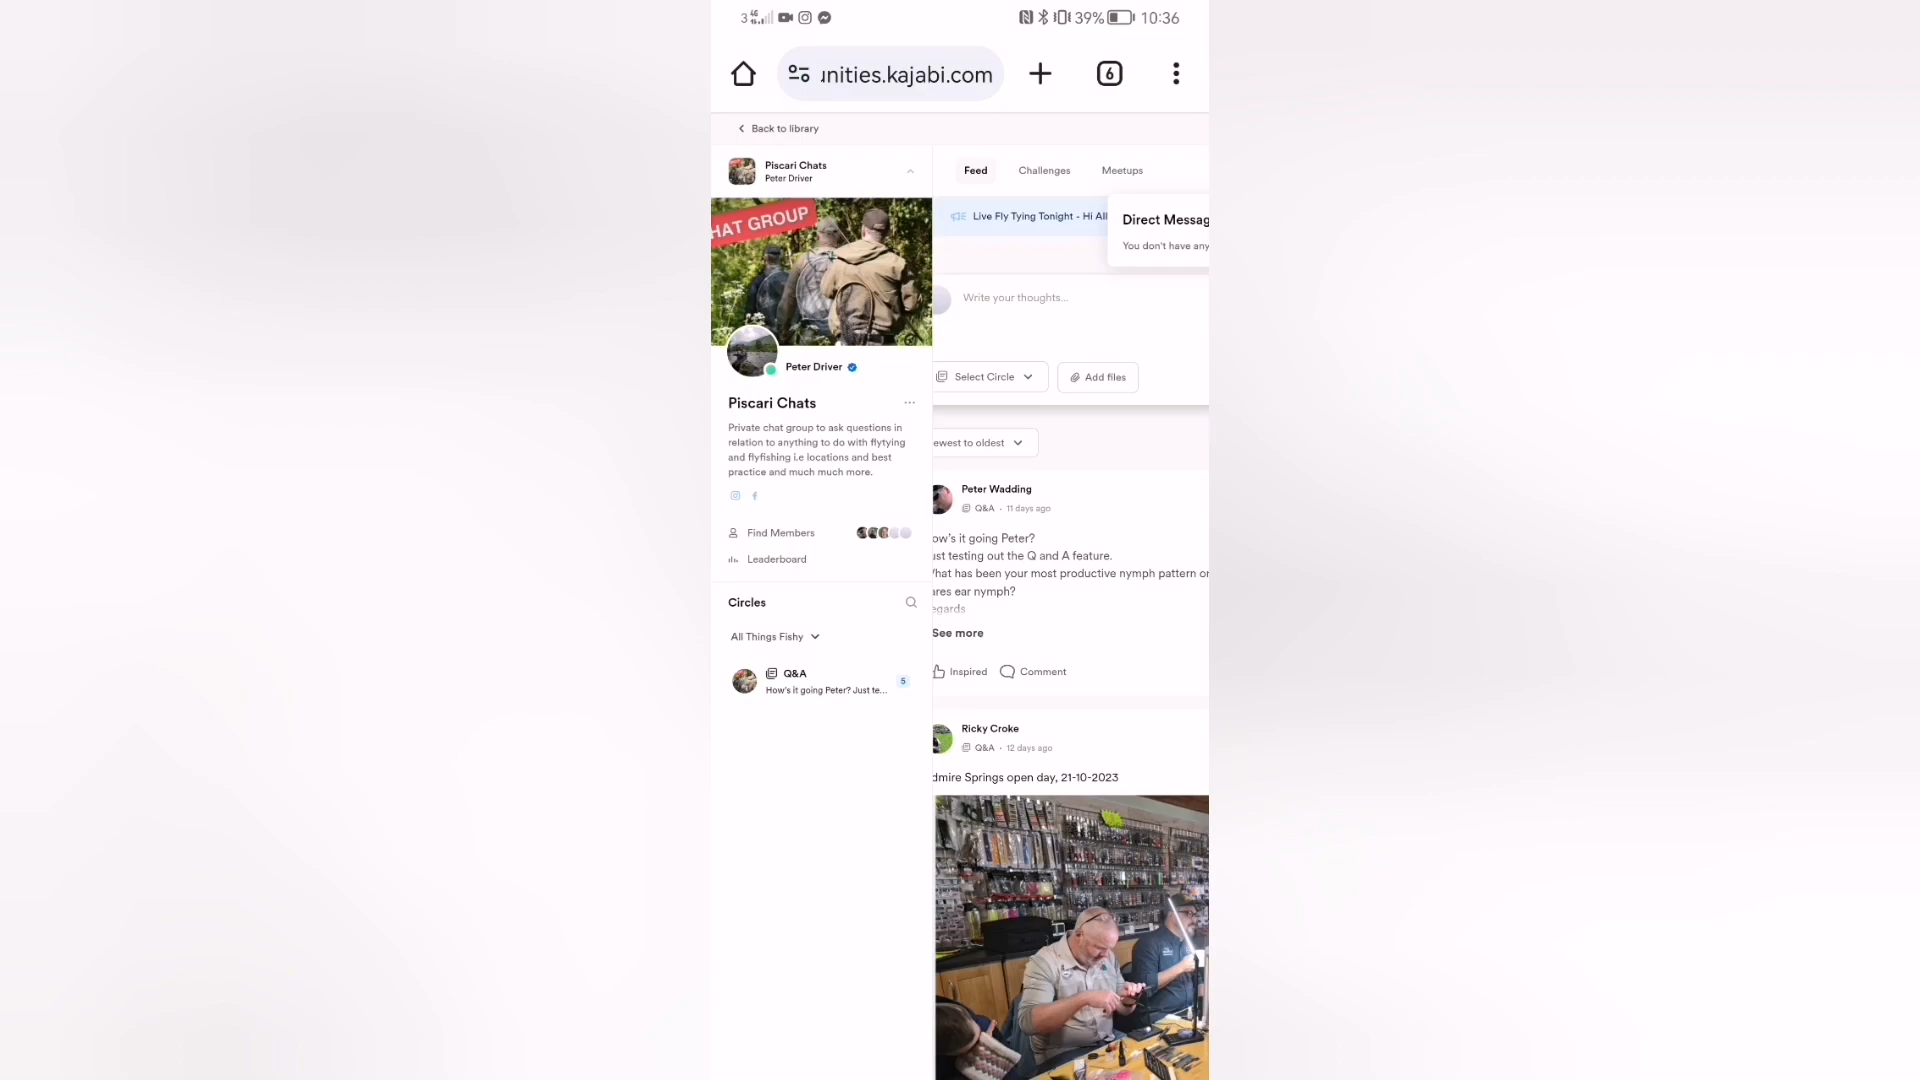 3 4G 39% 10:36
unities.kajabi.com 6
Back to library
Piscari Chats
Peter Driver
HAT GROUP
Peter Driver
Piscari Chats
Private chat group to ask questions in
relation to anything to do with flytying
and flyfishing i.e locations and best
practice and much much more.
Find Members
Leaderboard
Circles
All Things Fishy
Q&A
How's it going Peter? Just te...
5
Feed Challenges Meetups
Live Fly Tying Tonight - Hi All
Direct Messag
You don't have any
Write your thoughts...
Select Circle Add files
ewest to oldest
Peter Wadding
Q&A · 11 days ago
ow's it going Peter?
ust testing out the Q and A feature.
hat has been your most productive nymph pattern or
ares ear nymph?
egards
See more
Inspired Comment
Ricky Croke
Q&A · 12 days ago
dmire Springs open day, 21-10-2023